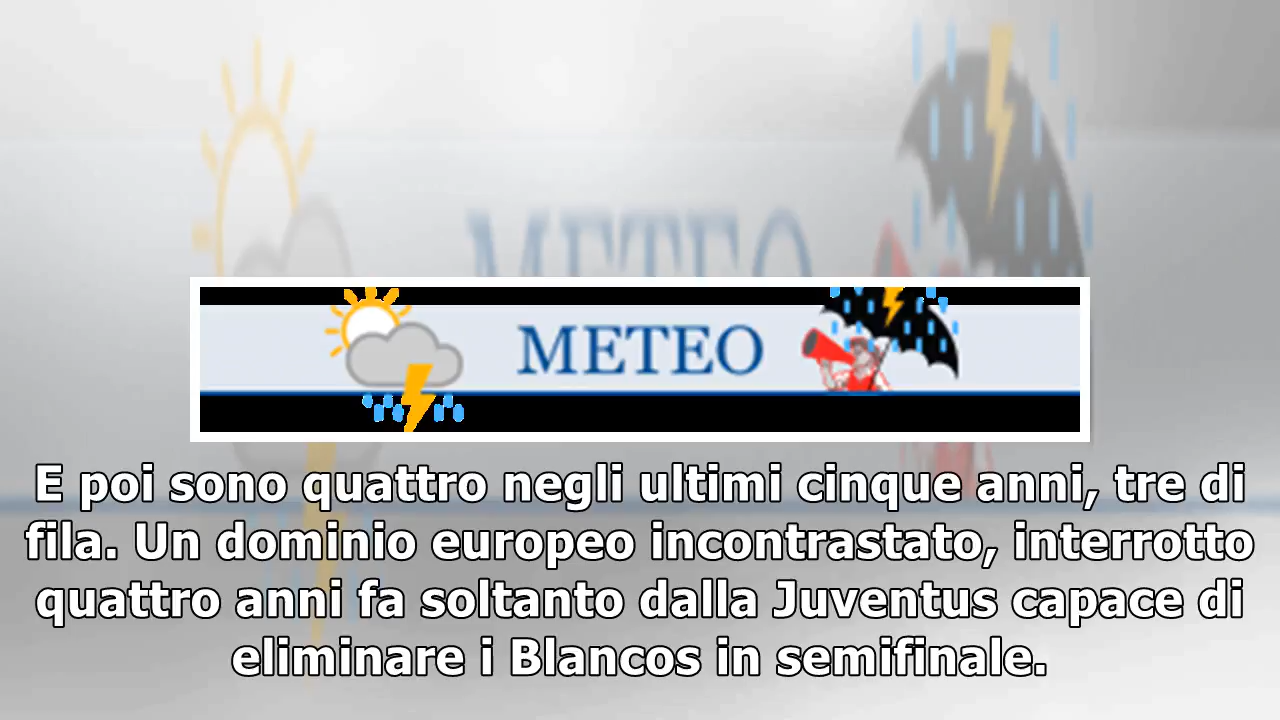 METEO
METEO
E poi sono quattro negli ultimi cinque anni, tre di
fila. Un dominio europeo incontrastato, interrotto
quattro anni fa soltanto dalla Juventus capace di
eliminare i Blancos in semifinale.